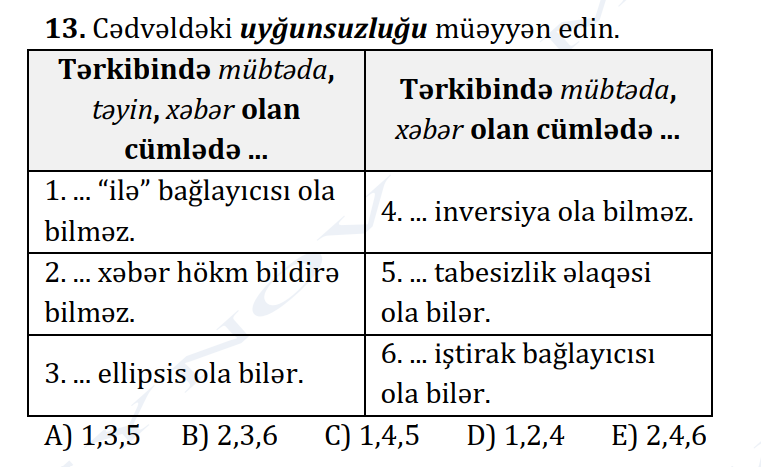 13. Cədvəldəki uyğunsuzluğu müəyyən edin.
Tərkibində mübtəda,
təyin, xəbər olan
cümlədə ...
Tərkibində mübtəda,
xəbər olan cümlədə ...
1. ... “ilə” bağlayıcısı ola
bilməz.
4. ... inversiya ola bilməz.
2. ... xəbər hökm bildirə
bilməz.
5. ... tabesizlik əlaqəsi
ola bilər.
3. ... ellipsis ola bilər.
6. ... iştirak bağlayıcısı
ola bilər.
A) 1,3,5 B) 2,3,6 C) 1,4,5 D) 1,2,4 E) 2,4,6